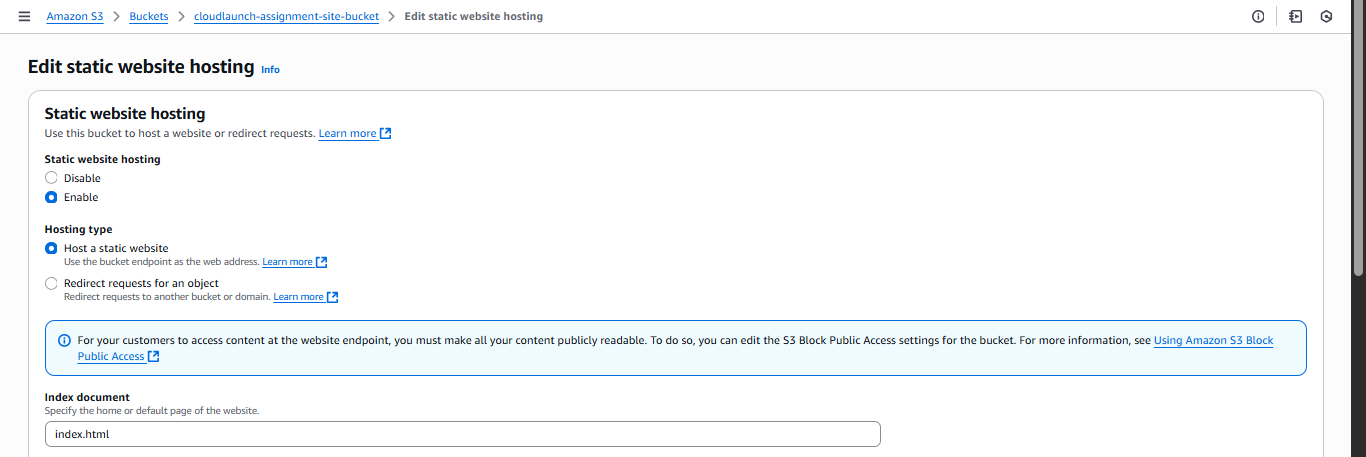 Amazon S3 > Buckets > cloudlaunch-assignment-site-bucket > Edit static website hosting
Edit static website hosting Info
Static website hosting
Use this bucket to host a website or redirect requests. Learn more
Static website hosting
Disable
Enable
Hosting type
Host a static website
Use the bucket endpoint as the web address. Learn more
Redirect requests for an object
Redirect requests to another bucket or domain. Learn more
For your customers to access content at the website endpoint, you must make all your content publicly readable. To do so, you can edit the S3 Block Public Access settings for the bucket. For more information, see Using Amazon S3 Block
Public Access
Index document
Specify the home or default page of the website.
index.html